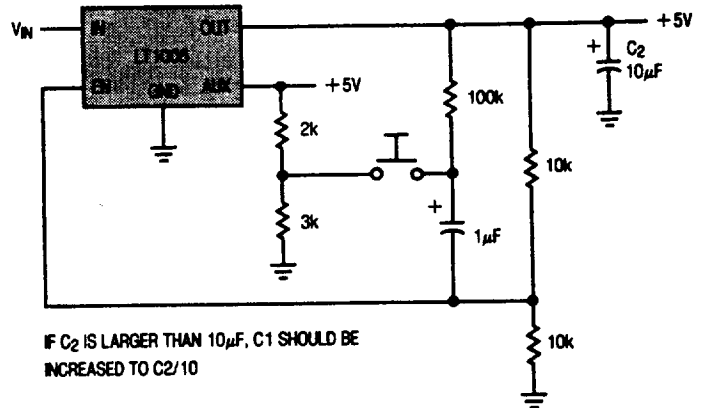 V_IN
IN
OUT
+5V
LT1005
EN
GND
AUX
+5V
+
C2
10μF
2k
100k
10k
3k
+
1μF
10k
IF C2 IS LARGER THAN 10μF, C1 SHOULD BE
INCREASED TO C2/10